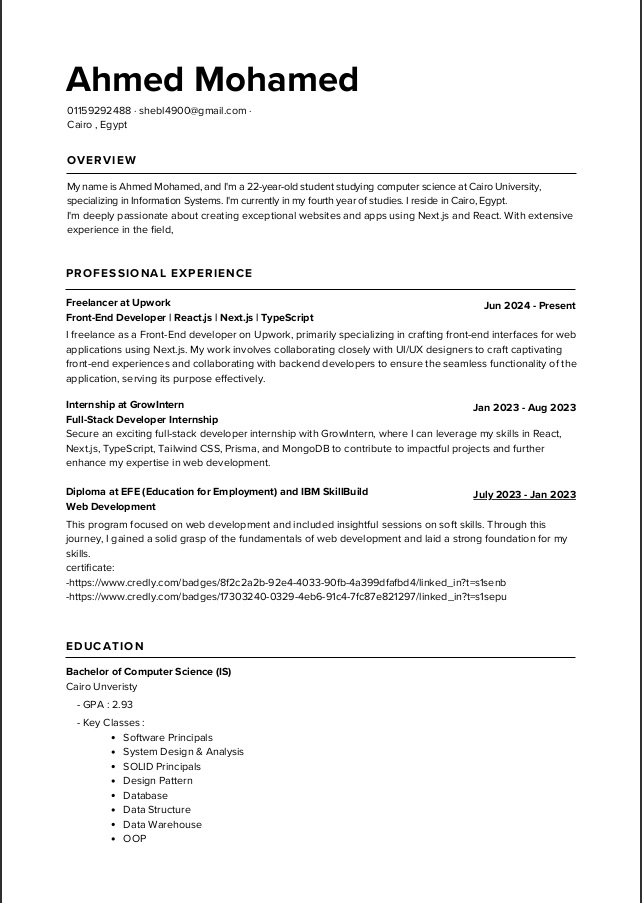 Ahmed Mohamed
01159292488 · shebl4900@gmail.com ·
Cairo , Egypt
OVERVIEW
My name is Ahmed Mohamed, and I'm a 22-year-old student studying computer science at Cairo University,
specializing in Information Systems. I'm currently in my fourth year of studies. I reside in Cairo, Egypt.
I'm deeply passionate about creating exceptional websites and apps using Next.js and React. With extensive
experience in the field,
PROFESSIONAL EXPERIENCE
Freelancer at Upwork
Jun 2024 - Present
Front-End Developer | React.js | Next.js | TypeScript
I freelance as a Front-End developer on Upwork, primarily specializing in crafting front-end interfaces for web
applications using Next.js. My work involves collaborating closely with UI/UX designers to craft captivating
front-end experiences and collaborating with backend developers to ensure the seamless functionality of the
application, serving its purpose effectively.
Internship at GrowIntern
Jan 2023 - Aug 2023
Full-Stack Developer Internship
Secure an exciting full-stack developer internship with GrowIntern, where I can leverage my skills in React,
Next.js, TypeScript, Tailwind CSS, Prisma, and MongoDB to contribute to impactful projects and further
enhance my expertise in web development.
Diploma at EFE (Education for Employment) and IBM SkillBuild
July 2023 - Jan 2023
Web Development
This program focused on web development and included insightful sessions on soft skills. Through this
journey, I gained a solid grasp of the fundamentals of web development and laid a strong foundation for my
skills.
certificate:
-https://www.credly.com/badges/8f2c2a2b-92e4-4033-90fb-4a399dfafbd4/linked_in?t=s1senb
-https://www.credly.com/badges/17303240-0329-4eb6-91c4-7fc87e821297/linked_in?t=s1sepu
EDUCATION
Bachelor of Computer Science (IS)
Cairo Unveristy
- GPA : 2.93
- Key Classes :
• Software Principals
• System Design & Analysis
• SOLID Principals
• Design Pattern
• Database
• Data Structure
• Data Warehouse
• OOP